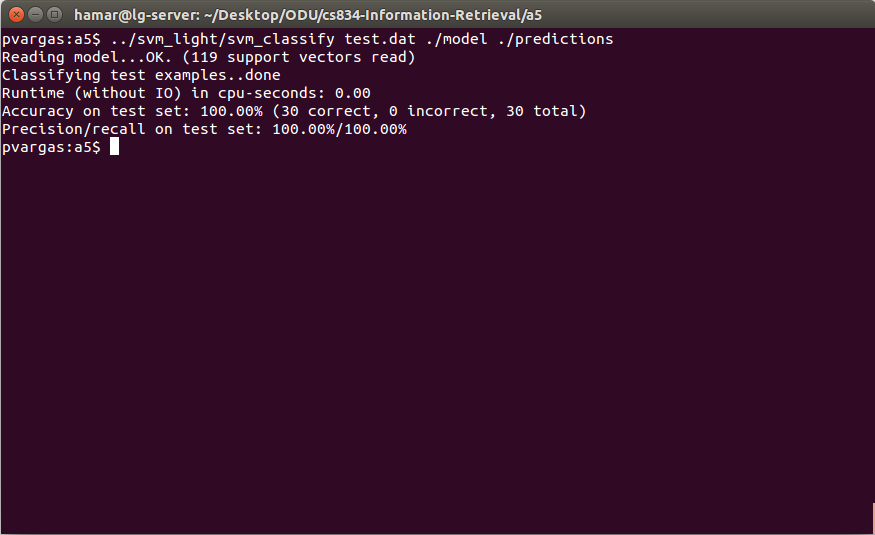 hamar@lg-server: ~/Desktop/ODU/cs834-Information-Retrieval/a5
pvargas:a5$ ../svm_light/svm_classify test.dat ./model ./predictions
Reading model...OK. (119 support vectors read)
Classifying test examples..done
Runtime (without IO) in cpu-seconds: 0.00
Accuracy on test set: 100.00% (30 correct, 0 incorrect, 30 total)
Precision/recall on test set: 100.00%/100.00%
pvargas:a5$